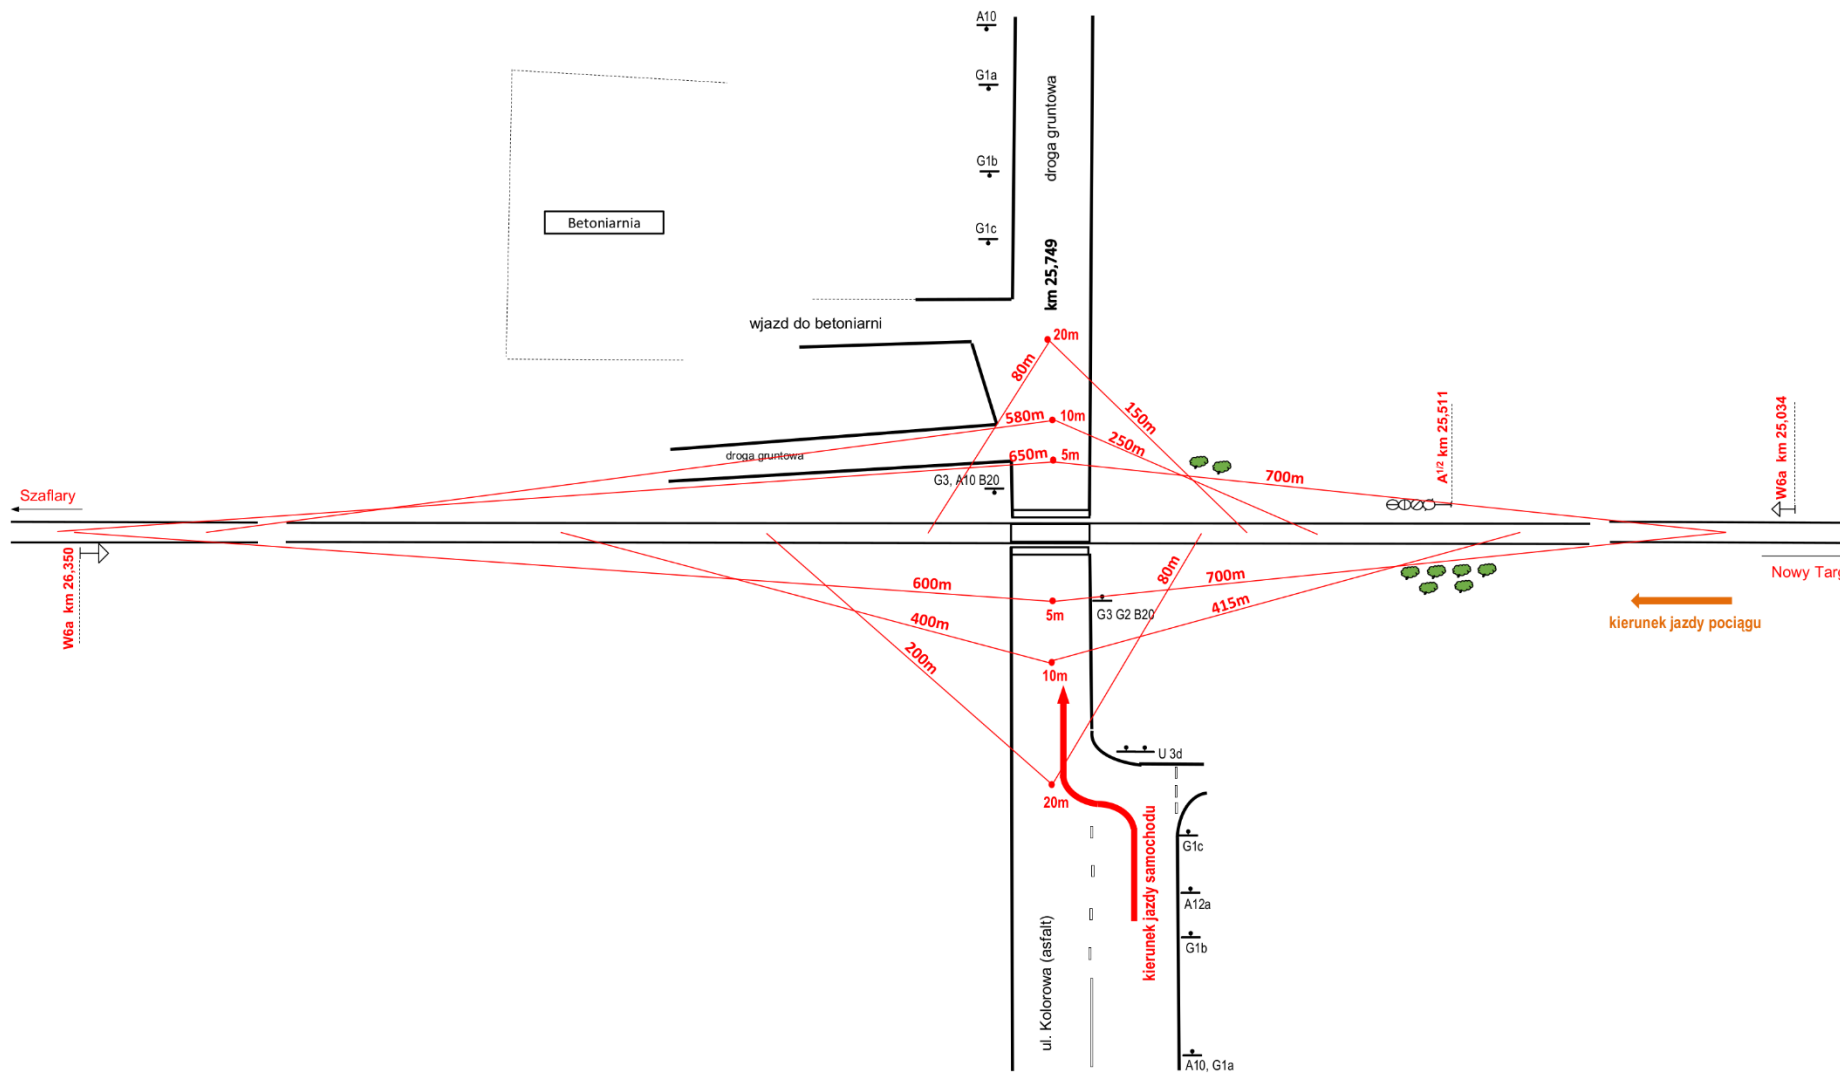 A10
G1a
droga gruntowa
G1b
Betoniarnia
G1c
km 25,749
wjazd do betoniarni
20m
80m
150m
580m
10m
250m
A1/2 km 25,511
W6a km 25,034
droga gruntowa
650m
5m
700m
G3, A10 B20
Szaflary
W6a km 26,350
600m
80m
700m
Nowy Targ
5m
G3 G2 B20
415m
400m
kierunek jazdy pociągu
200m
10m
U 3d
20m
kierunek jazdy samochodu
G1c
A12a
G1b
ul. Kolorowa (asfalt)
A10, G1a